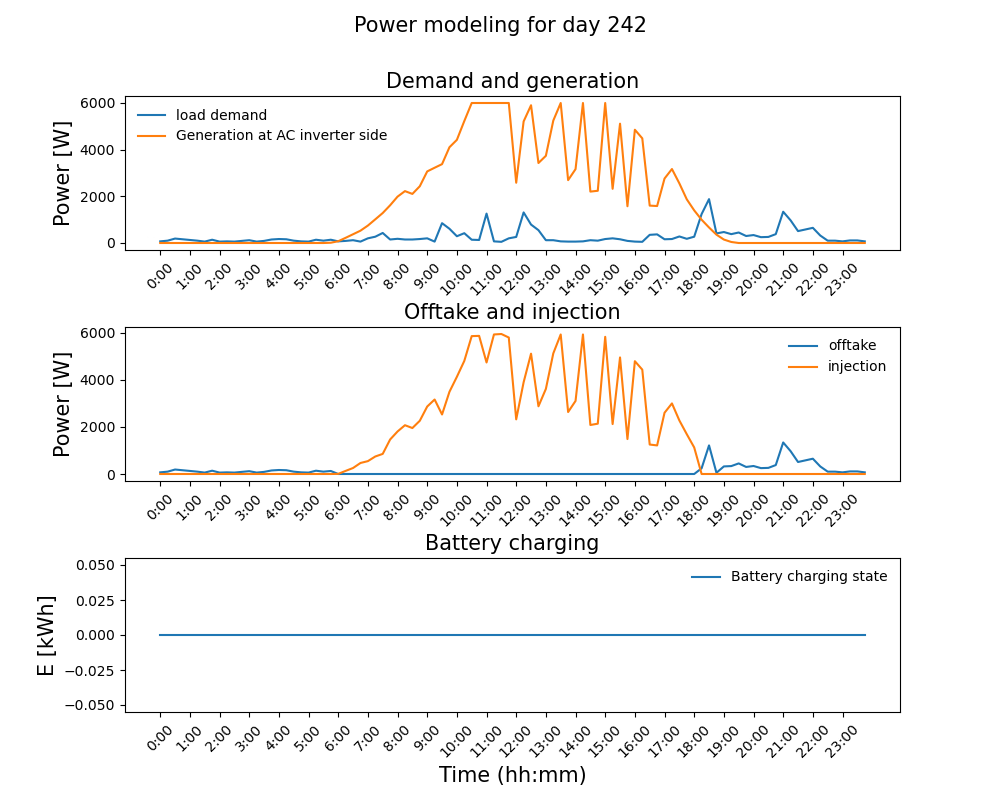 Power modeling for day 242
Demand and generation
Power [W]
6000
4000
2000
0
load demand
Generation at AC inverter side
0:00 1:00 2:00 3:00 4:00 5:00 6:00 7:00 8:00 9:00 10:00 11:00 12:00 13:00 14:00 15:00 16:00 17:00 18:00 19:00 20:00 21:00 22:00 23:00
Offtake and injection
Power [W]
6000
4000
2000
0
offtake
injection
0:00 1:00 2:00 3:00 4:00 5:00 6:00 7:00 8:00 9:00 10:00 11:00 12:00 13:00 14:00 15:00 16:00 17:00 18:00 19:00 20:00 21:00 22:00 23:00
Battery charging
E [kWh]
0.050
0.025
0.000
−0.025
−0.050
Battery charging state
0:00 1:00 2:00 3:00 4:00 5:00 6:00 7:00 8:00 9:00 10:00 11:00 12:00 13:00 14:00 15:00 16:00 17:00 18:00 19:00 20:00 21:00 22:00 23:00
Time (hh:mm)